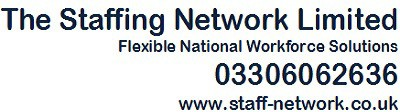 The Staffing Network Limited
Flexible National Workforce Solutions
03306062636
www.staff-network.co.uk